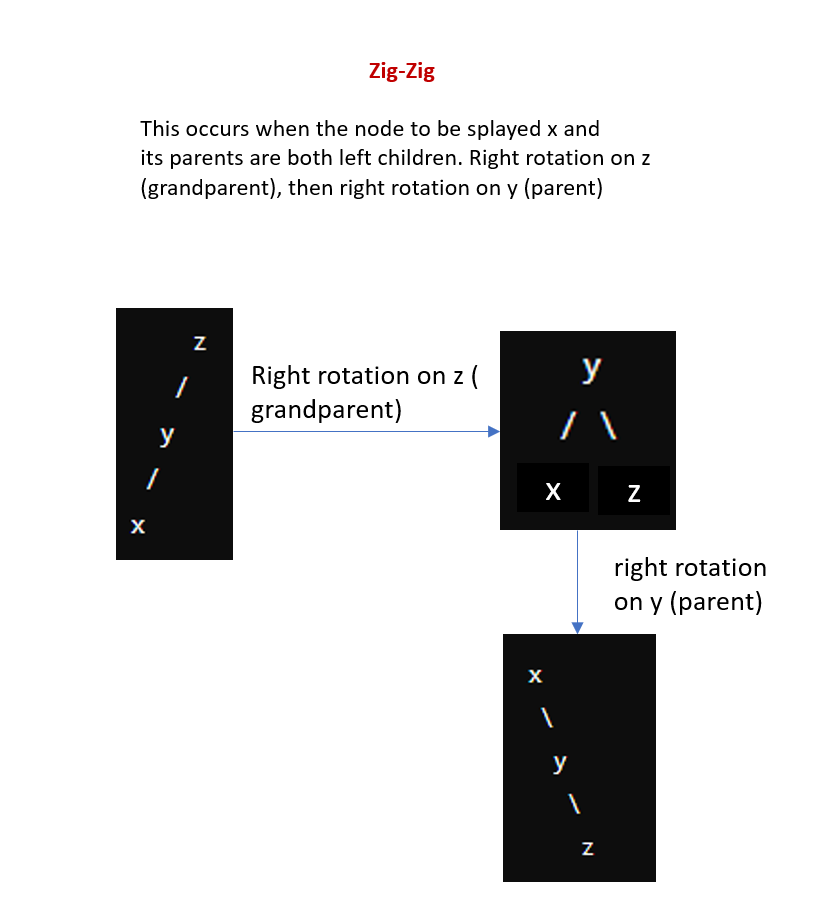 Zig-Zig
This occurs when the node to be splayed x and
its parents are both left children. Right rotation on z
(grandparent), then right rotation on y (parent)
z
/
y
/
x
Right rotation on z (
grandparent)
y
/ \
x z
right rotation
on y (parent)
x
\
y
\
z